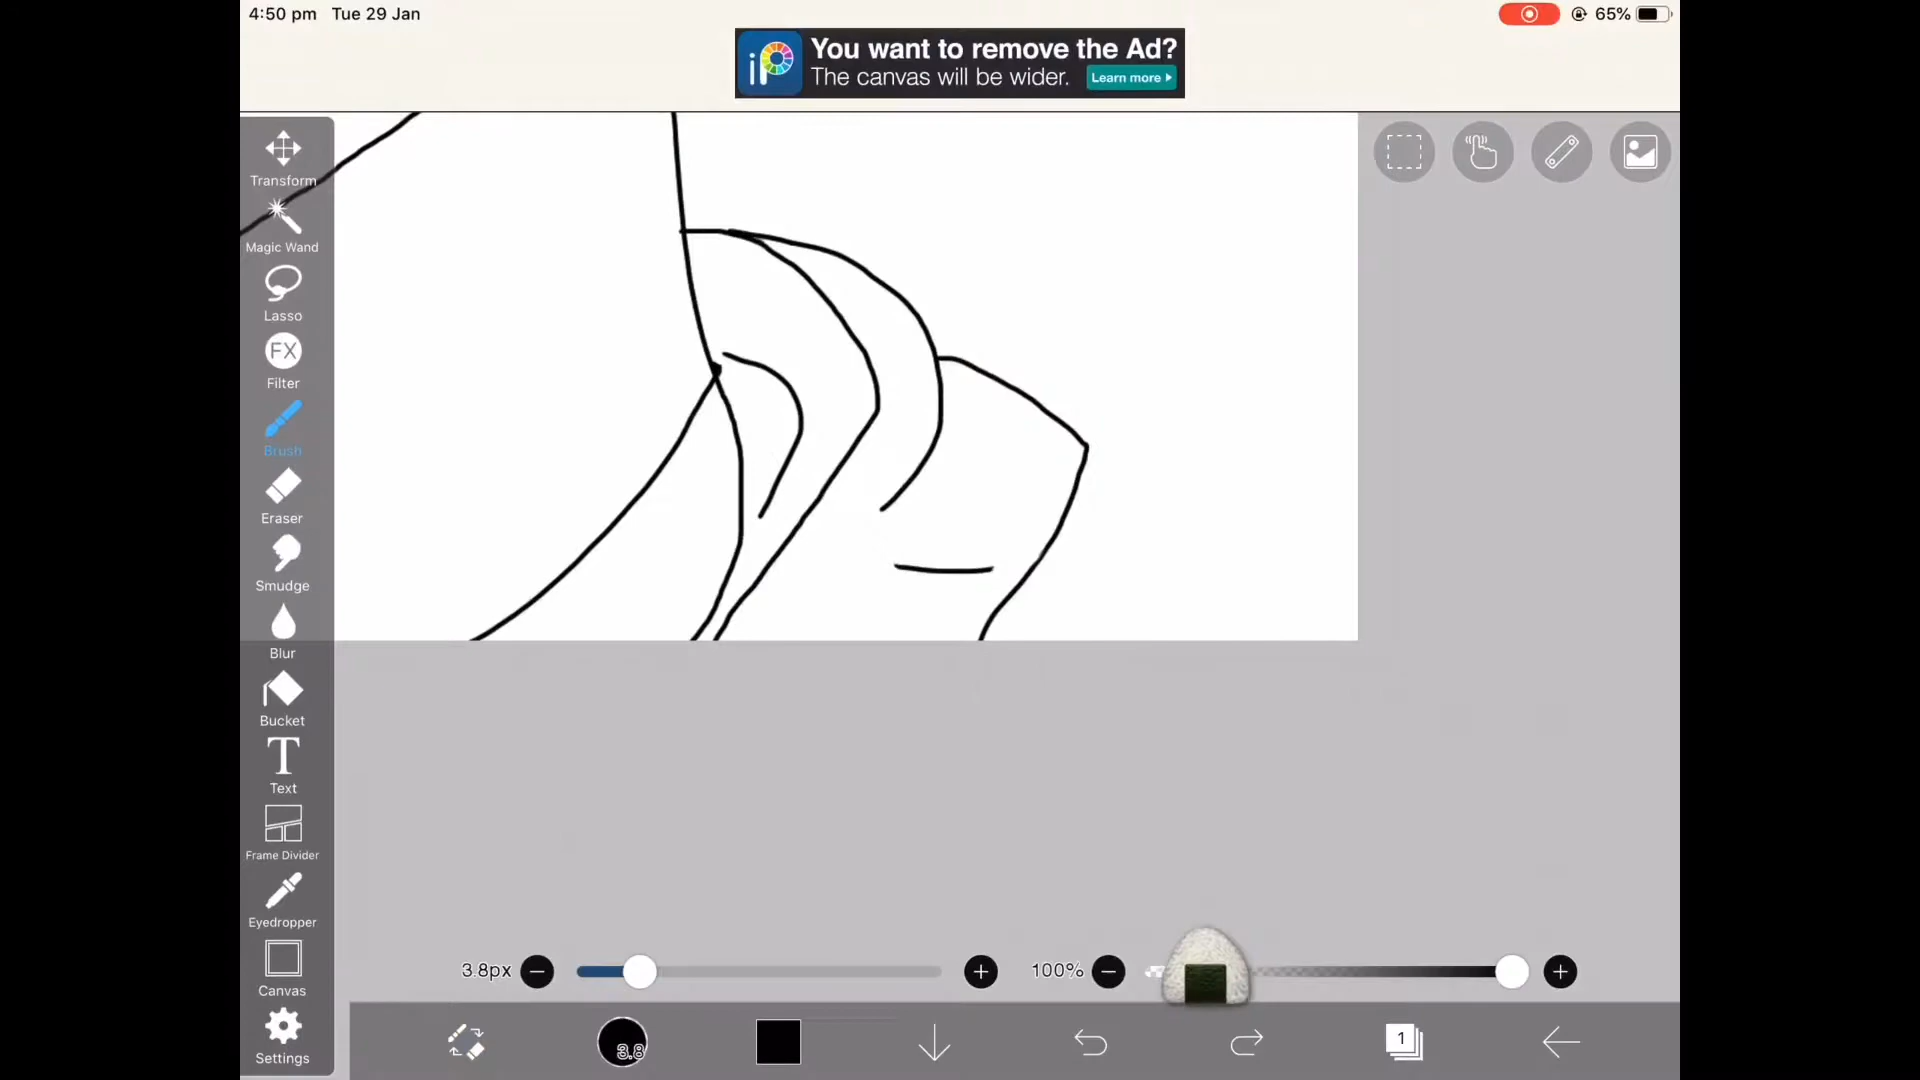 4:50 pm Tue 29 Jan
65%
iP
You want to remove the Ad?
The canvas will be wider.
Learn more
Transform
Magic Wand
Lasso
FX
Filter
Brush
Eraser
Smudge
Blur
Bucket
T
Text
Frame Divider
Eyedropper
Canvas
Settings
3.8px
100%
3.8
1